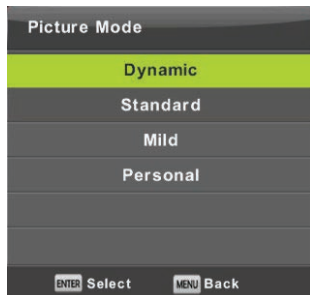 Picture Mode
Dynamic
Standard
Mild
Personal
ENTER Select MENU Back